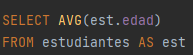 SELECT AVG(est.edad)
FROM estudiantes AS est